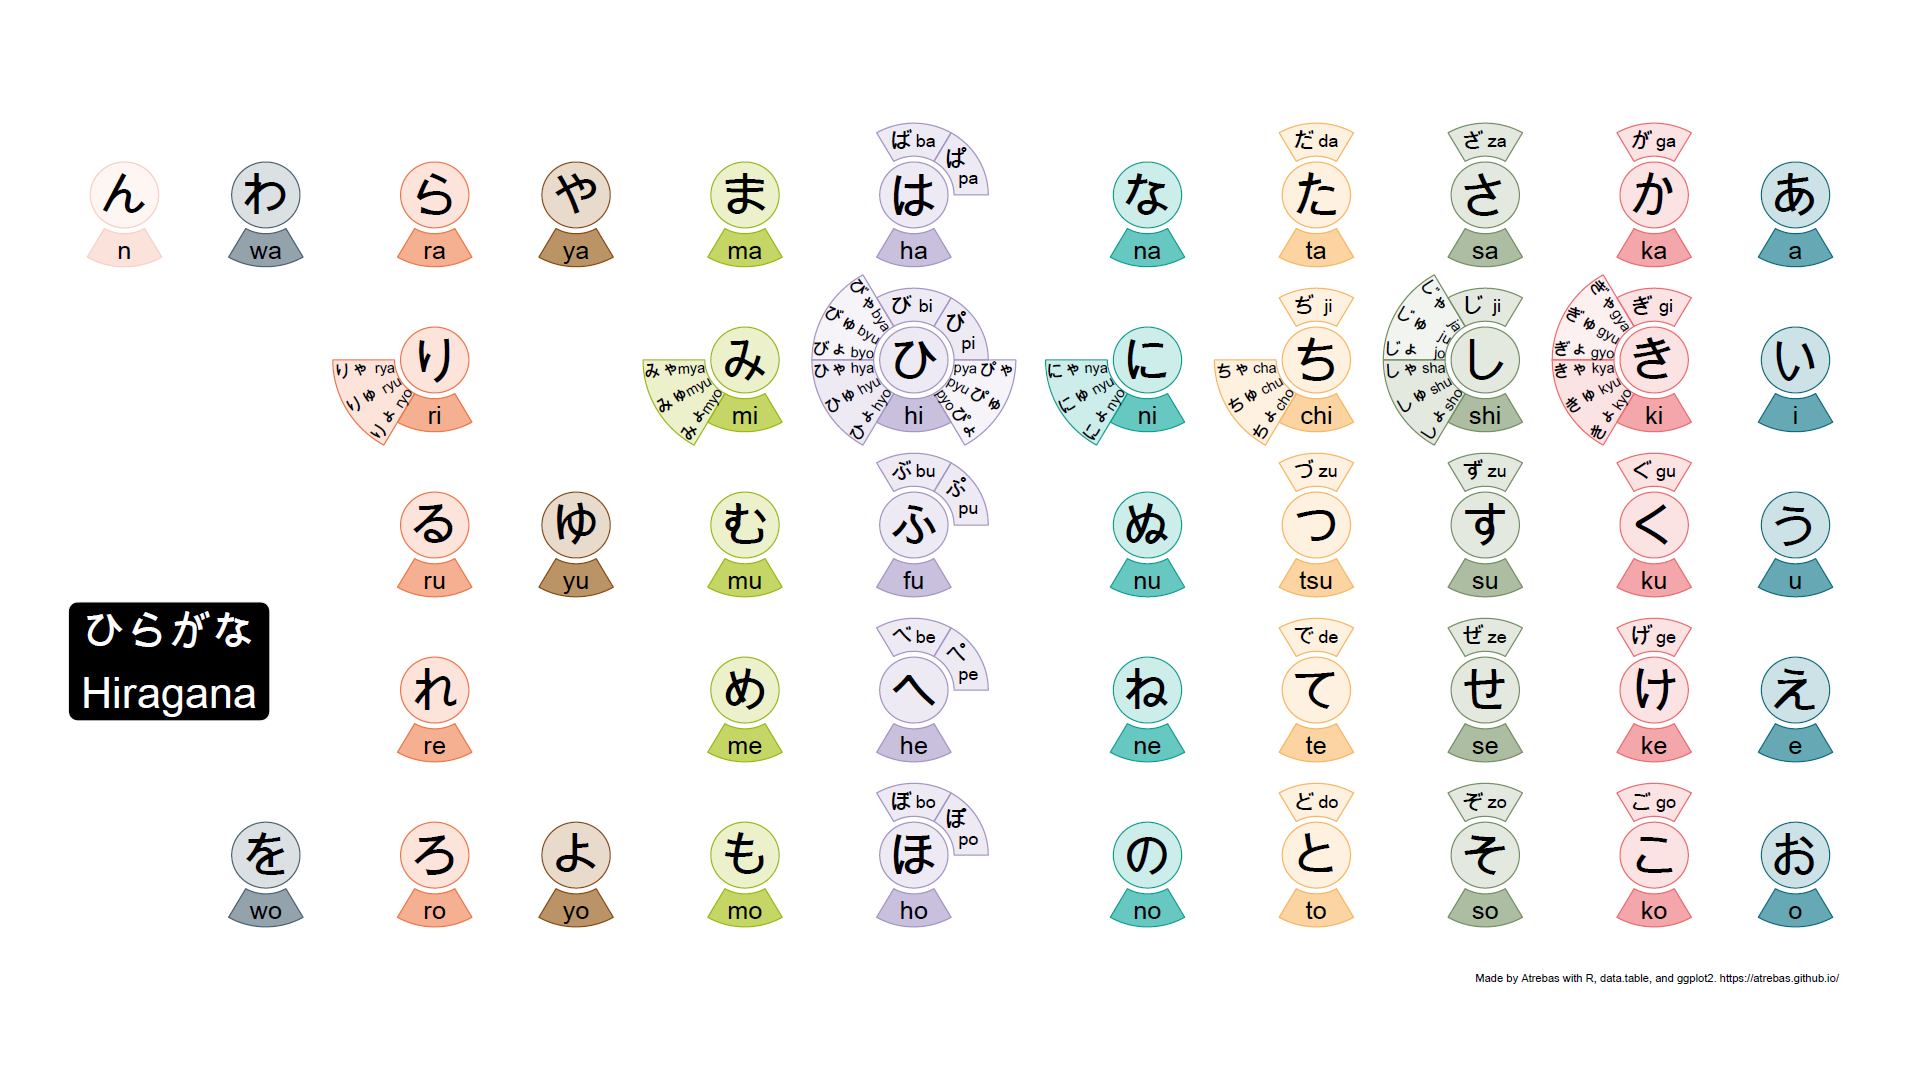 ん わ ら や ま は な た さ か あ
n wa ra ya ma ha na ta sa ka a
ば ba ぱ pa だ da ざ za が ga
り み ひ に ち し き い
ri mi hi ni chi shi ki i
りゃ rya りゅ ryu りょ ryo
みゃ mya みゅ myu みょ myo
び bi ぴ pi
びゃ bya びゅ byu びょ byo
ひゃ hya ひゅ hyu ひょ hyo
pya ぴゃ pyu ぴゅ pyo ぴょ
にゃ nya にゅ nyu にょ nyo
ぢ ji
ちゃ cha ちゅ chu ちょ cho
じ ji
じゃ ja じゅ ju じょ jo
しゃ sha しゅ shu しょ sho
ぎ gi
ぎゃ gya ぎゅ gyu ぎょ gyo
きゃ kya きゅ kyu きょ kyo
る ゆ む ふ ぬ つ す く う
ru yu mu fu nu tsu su ku u
ぶ bu ぷ pu づ zu ず zu ぐ gu
ひらがな
Hiragana
れ め へ ね て せ け え
re me he ne te se ke e
べ be ぺ pe で de ぜ ze げ ge
を ろ よ も ほ の と そ こ お
wo ro yo mo ho no to so ko o
ぼ bo ぽ po ど do ぞ zo ご go
Made by Atrebas with R, data.table, and ggplot2. https://atrebas.github.io/